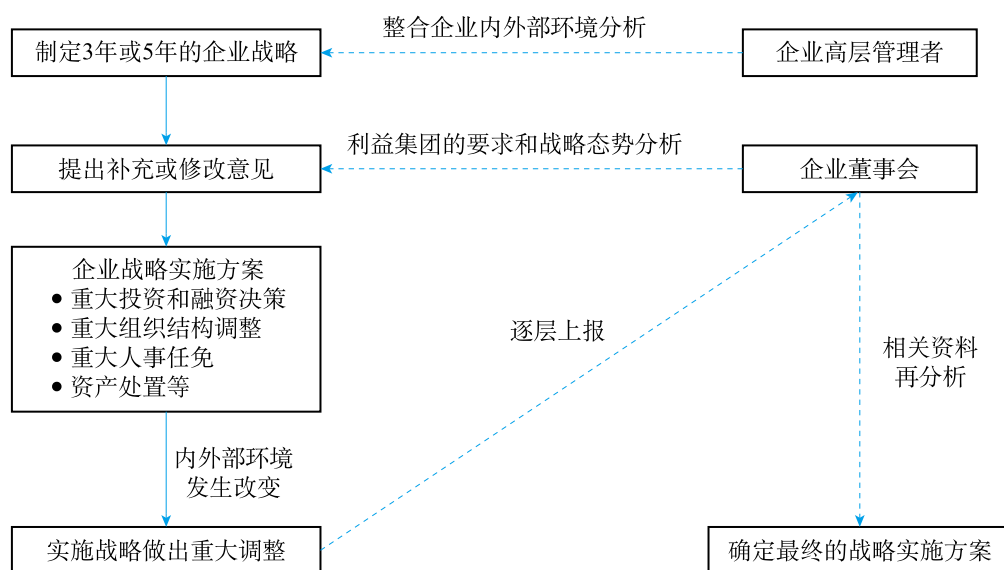 整合企业内外部环境分析
制定3年或5年的企业战略
企业高层管理者
利益集团的要求和战略态势分析
提出补充或修改意见
企业董事会
企业战略实施方案
● 重大投资和融资决策
● 重大组织结构调整
● 重大人事任免
● 资产处置等
逐层上报
相关资料
再分析
内外部环境
发生改变
实施战略做出重大调整
确定最终的战略实施方案